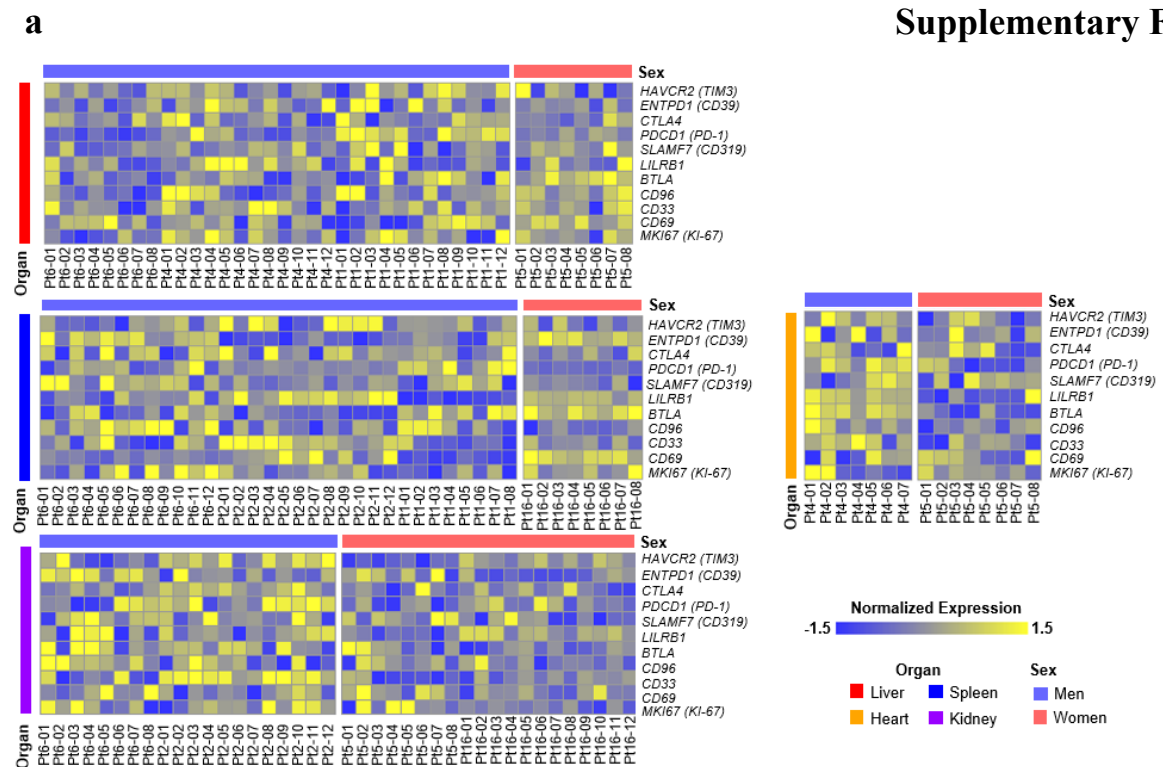 a
Supplementary F
Sex
HAVCR2 (TIM3)
ENTPD1 (CD39)
CTLA4
PDCD1 (PD-1)
SLAMF7 (CD319)
LILRB1
BTLA
CD96
CD33
CD69
MKI67 (KI-67)
Organ
Pt6-01
Pt6-02
Pt6-03
Pt6-04
Pt6-05
Pt6-06
Pt6-07
Pt6-08
Pt4-01
Pt4-02
Pt4-03
Pt4-04
Pt4-05
Pt4-06
Pt4-07
Pt4-08
Pt4-09
Pt4-10
Pt4-11
Pt4-12
Pt1-01
Pt1-02
Pt1-03
Pt1-04
Pt1-05
Pt1-06
Pt1-07
Pt1-08
Pt1-09
Pt1-10
Pt1-11
Pt1-12
Pt5-01
Pt5-02
Pt5-03
Pt5-04
Pt5-05
Pt5-06
Pt5-07
Pt5-08
Sex
HAVCR2 (TIM3)
ENTPD1 (CD39)
CTLA4
PDCD1 (PD-1)
SLAMF7 (CD319)
LILRB1
BTLA
CD96
CD33
CD69
MKI67 (KI-67)
Organ
Pt6-01
Pt6-02
Pt6-03
Pt6-04
Pt6-05
Pt6-06
Pt6-07
Pt6-08
Pt6-09
Pt6-10
Pt6-11
Pt6-12
Pt2-01
Pt2-02
Pt2-03
Pt2-04
Pt2-05
Pt2-06
Pt2-07
Pt2-08
Pt2-09
Pt2-10
Pt2-11
Pt2-12
Pt1-01
Pt1-02
Pt1-03
Pt1-04
Pt1-05
Pt1-06
Pt1-07
Pt1-08
Pt16-01
Pt16-02
Pt16-03
Pt16-04
Pt16-05
Pt16-06
Pt16-07
Pt16-08
Sex
HAVCR2 (TIM3)
ENTPD1 (CD39)
CTLA4
PDCD1 (PD-1)
SLAMF7 (CD319)
LILRB1
BTLA
CD96
CD33
CD69
MKI67 (KI-67)
Organ
Pt4-01
Pt4-02
Pt4-03
Pt4-04
Pt4-05
Pt4-06
Pt4-07
Pt5-01
Pt5-02
Pt5-03
Pt5-04
Pt5-05
Pt5-06
Pt5-07
Pt5-08
Sex
HAVCR2 (TIM3)
ENTPD1 (CD39)
CTLA4
PDCD1 (PD-1)
SLAMF7 (CD319)
LILRB1
BTLA
CD96
CD33
CD69
MKI67 (KI-67)
Organ
Pt6-01
Pt6-02
Pt6-03
Pt6-04
Pt6-05
Pt6-06
Pt6-07
Pt6-08
Pt2-01
Pt2-02
Pt2-03
Pt2-04
Pt2-05
Pt2-06
Pt2-07
Pt2-08
Pt2-09
Pt2-10
Pt2-11
Pt2-12
Pt5-01
Pt5-02
Pt5-03
Pt5-04
Pt5-05
Pt5-06
Pt5-07
Pt5-08
Pt16-01
Pt16-02
Pt16-03
Pt16-04
Pt16-05
Pt16-06
Pt16-07
Pt16-08
Pt16-09
Pt16-10
Pt16-11
Pt16-12
Normalized Expression
-1.5 1.5
Organ Sex
Liver Spleen Men
Heart Kidney Women